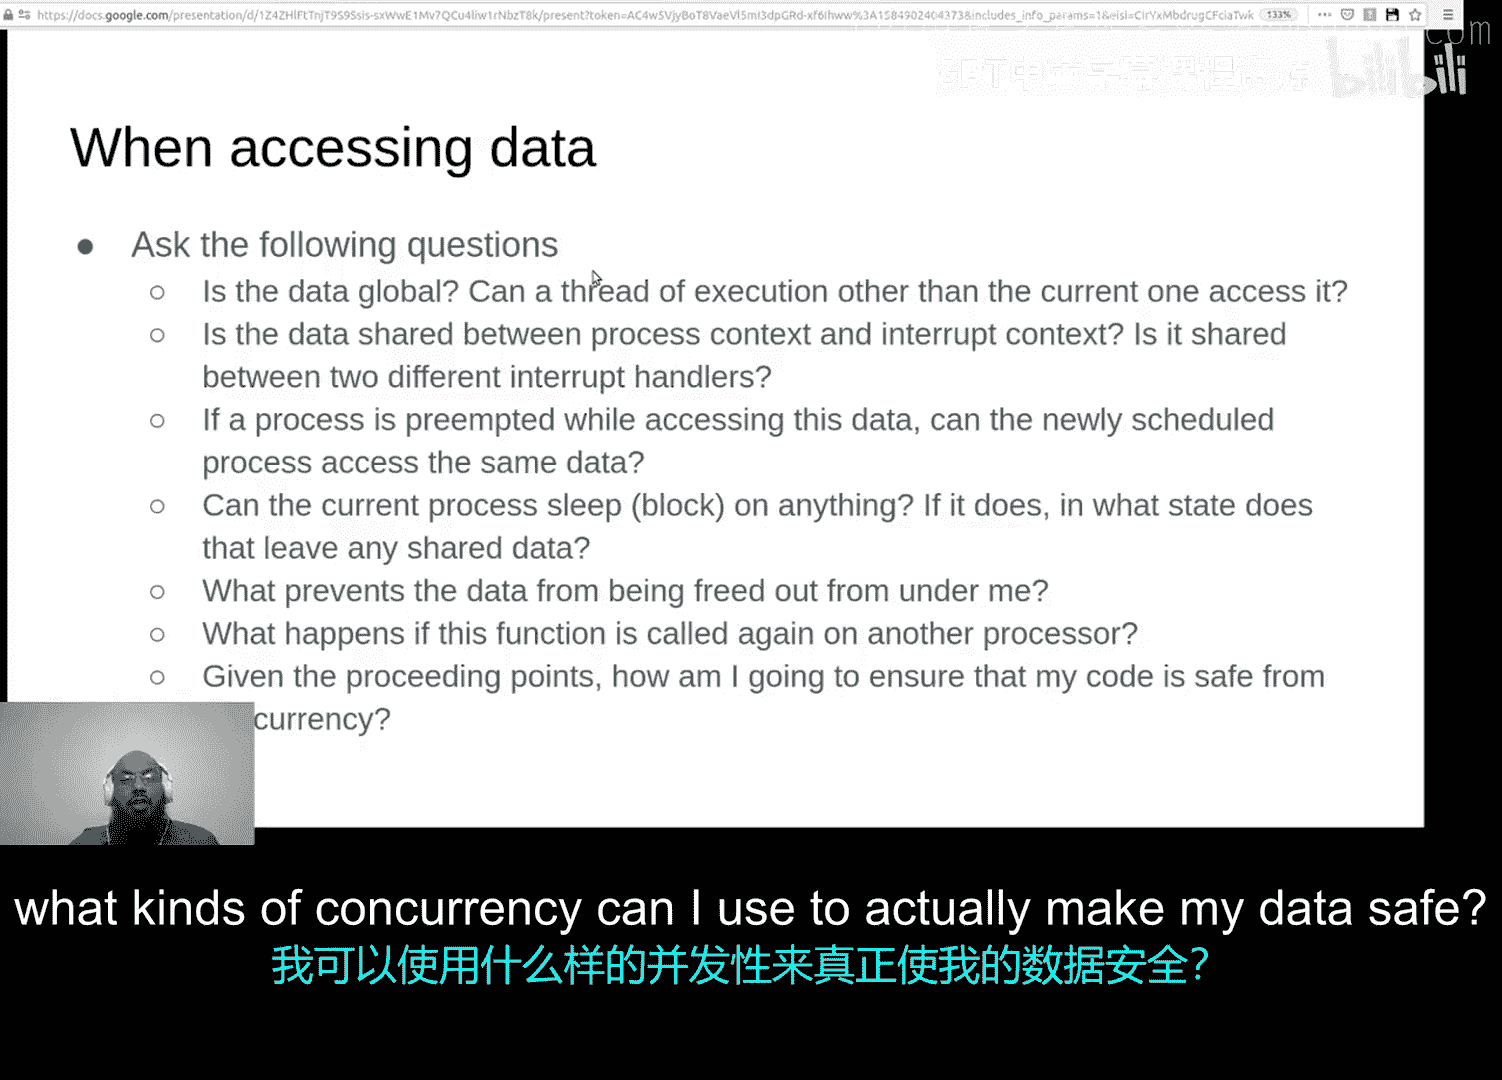 When accessing data
● Ask the following questions
○ Is the data global? Can a thread of execution other than the current one access it?
○ Is the data shared between process context and interrupt context? Is it shared
between two different interrupt handlers?
○ If a process is preempted while accessing this data, can the newly scheduled
process access the same data?
○ Can the current process sleep (block) on anything? If it does, in what state does
that leave any shared data?
○ What prevents the data from being freed out from under me?
○ What happens if this function is called again on another processor?
○ Given the proceeding points, how am I going to ensure that my code is safe from
currency?
what kinds of concurrency can I use to actually make my data safe?
我可以使用什么样的并发性来真正使我的数据安全?
133%
bilibili